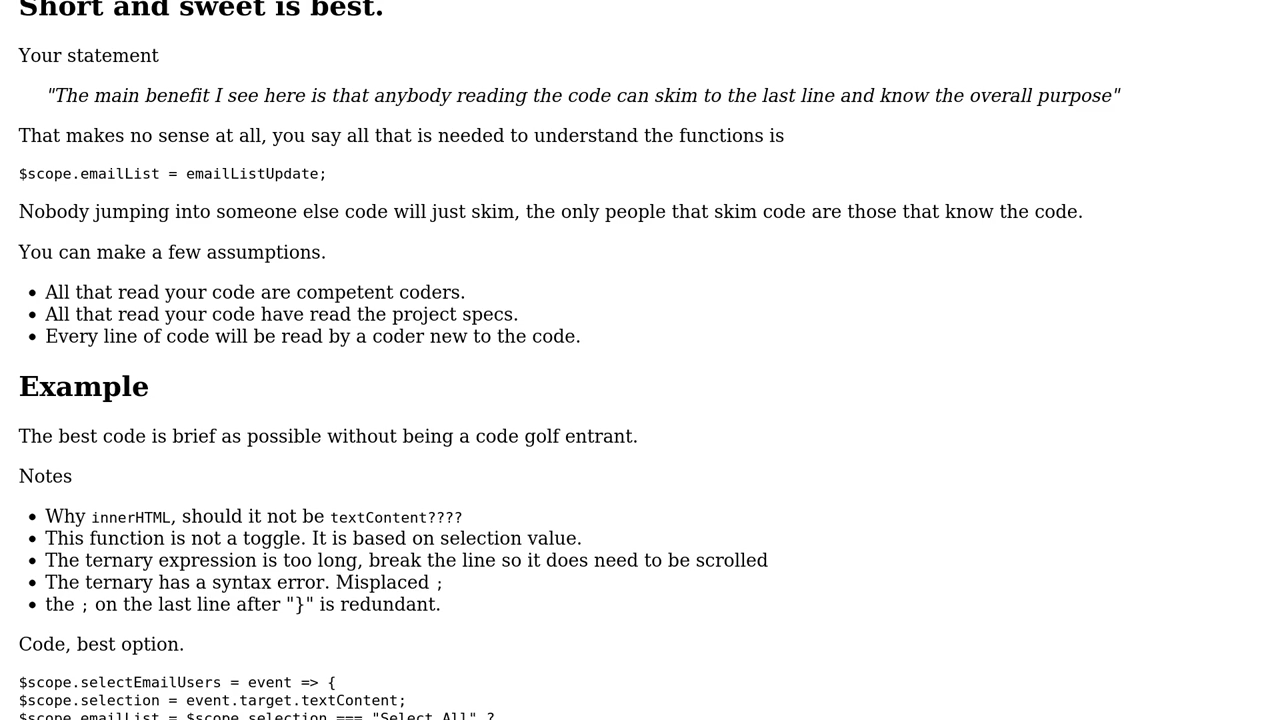 Short and sweet is best.
Your statement
"The main benefit I see here is that anybody reading the code can skim to the last line and know the overall purpose"
That makes no sense at all, you say all that is needed to understand the functions is
$scope.emailList = emailListUpdate;
Nobody jumping into someone else code will just skim, the only people that skim code are those that know the code.
You can make a few assumptions.
• All that read your code are competent coders.
• All that read your code have read the project specs.
• Every line of code will be read by a coder new to the code.
Example
The best code is brief as possible without being a code golf entrant.
Notes
• Why innerHTML, should it not be textContent????
• This function is not a toggle. It is based on selection value.
• The ternary expression is too long, break the line so it does need to be scrolled
• The ternary has a syntax error. Misplaced ;
• the ; on the last line after "}" is redundant.
Code, best option.
$scope.selectEmailUsers = event => {
$scope.selection = event.target.textContent;
$scope.emailList = $scope.selection === "Select All" ?